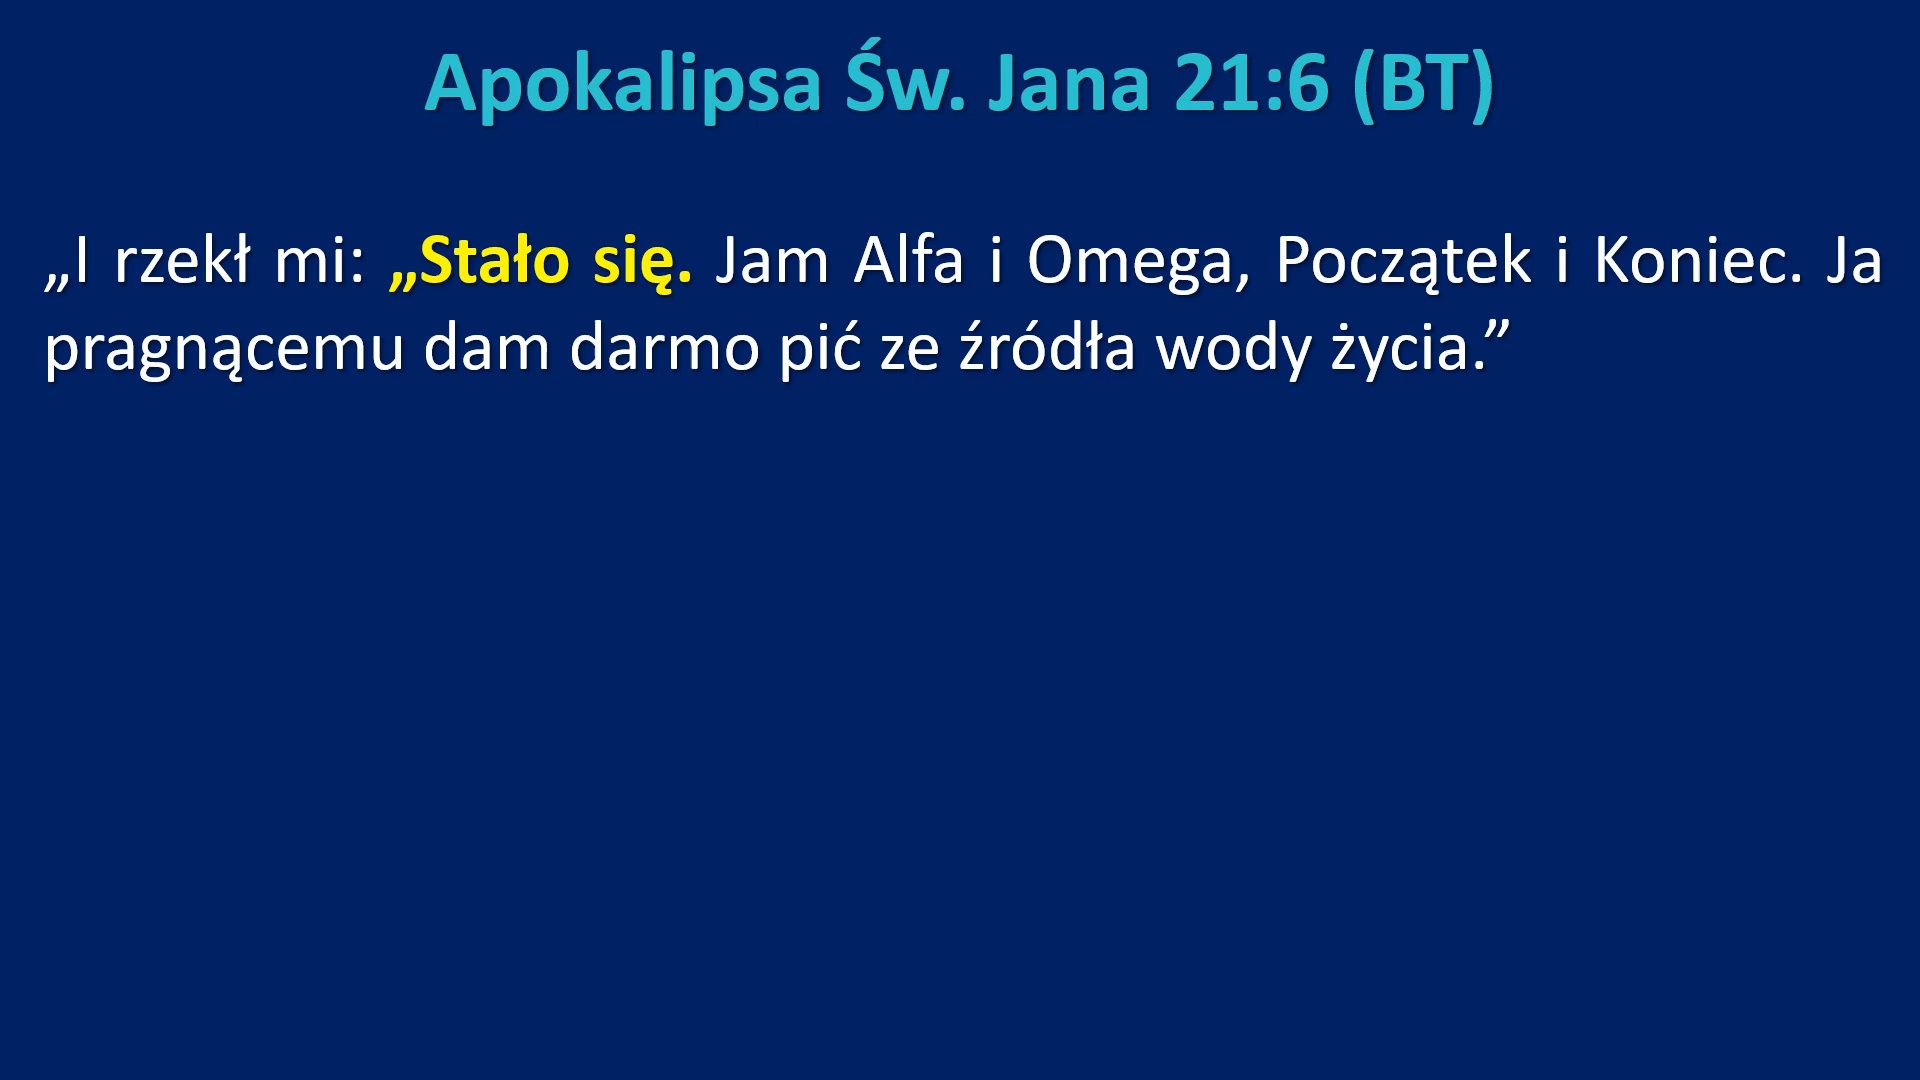 Apokalipsa Św. Jana 21:6 (BT)
„I rzekł mi: „Stało się. Jam Alfa i Omega, Początek i Koniec. Ja
pragnącemu dam darmo pić ze źródła wody życia.”